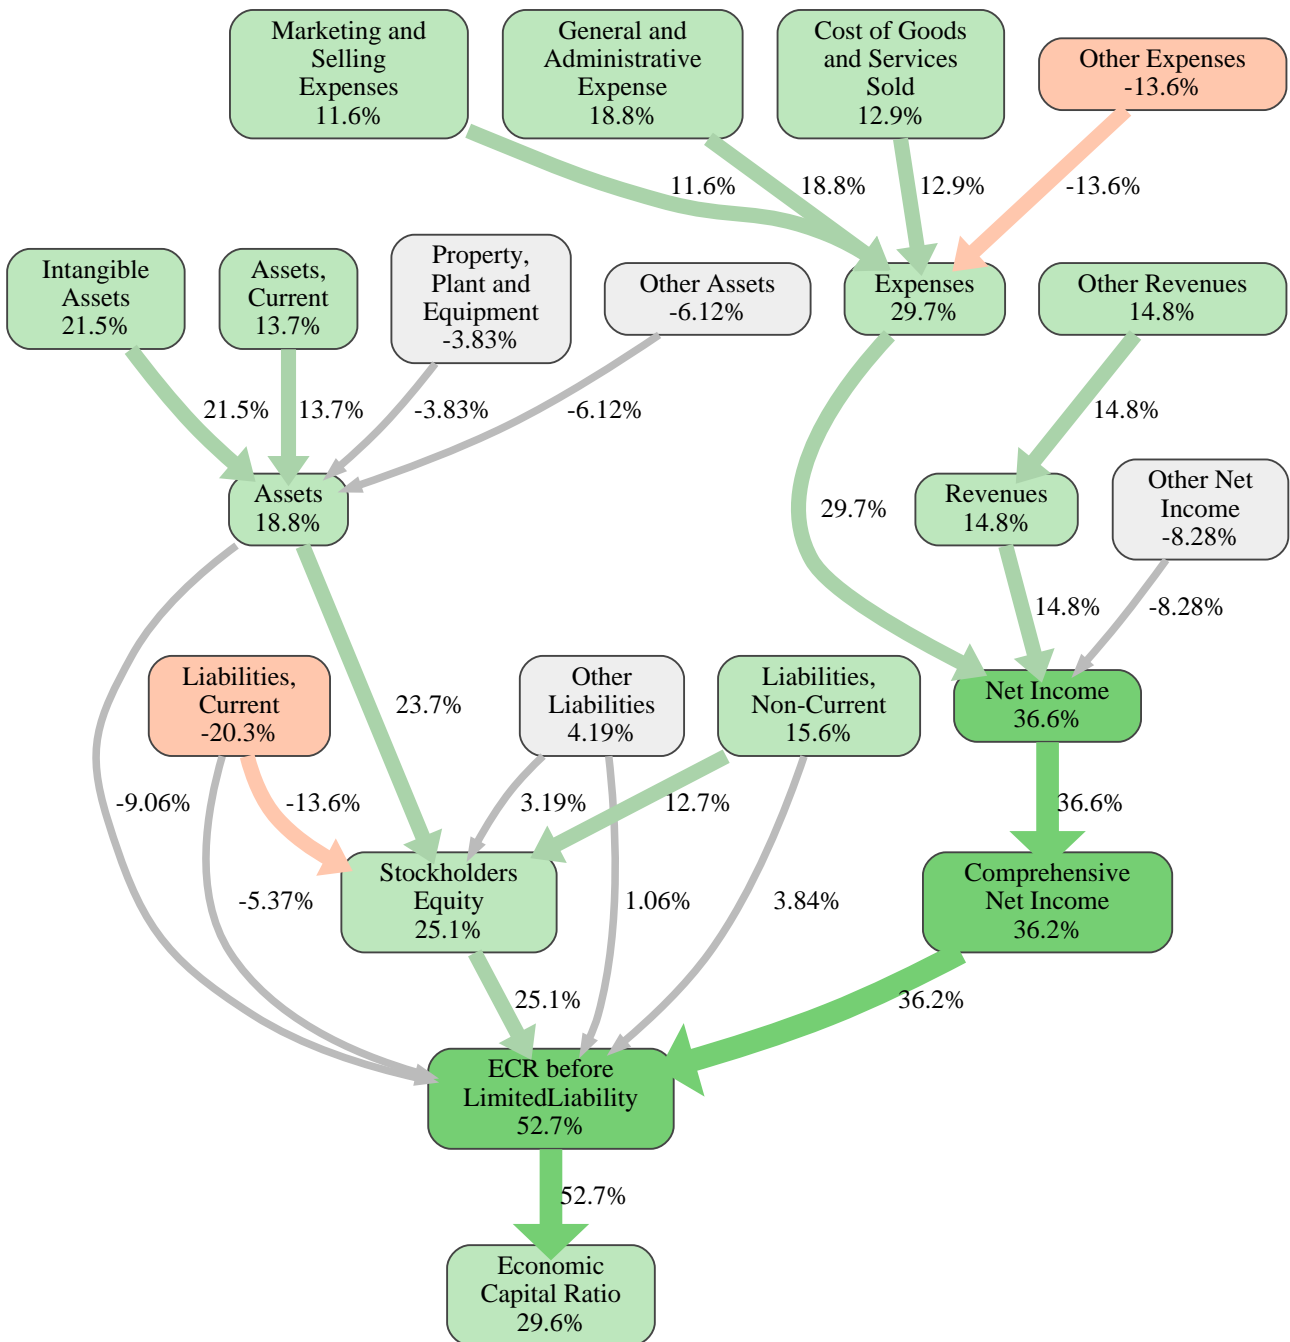 Marketing and
Selling
Expenses
11.6%
General and
Administrative
Expense
18.8%
Cost of Goods
and Services
Sold
12.9%
Other Expenses
-13.6%
11.6%
18.8%
12.9%
-13.6%
Intangible
Assets
21.5%
Assets,
Current
13.7%
Property,
Plant and
Equipment
-3.83%
Other Assets
-6.12%
Expenses
29.7%
Other Revenues
14.8%
21.5%
13.7%
-3.83%
-6.12%
14.8%
Assets
18.8%
29.7%
Revenues
14.8%
Other Net
Income
-8.28%
14.8%
-8.28%
Liabilities,
Current
-20.3%
23.7%
Other
Liabilities
4.19%
Liabilities,
Non-Current
15.6%
Net Income
36.6%
-9.06%
-13.6%
3.19%
12.7%
36.6%
-5.37%
Stockholders
Equity
25.1%
1.06%
3.84%
Comprehensive
Net Income
36.2%
25.1%
36.2%
ECR before
LimitedLiability
52.7%
52.7%
Economic
Capital Ratio
29.6%